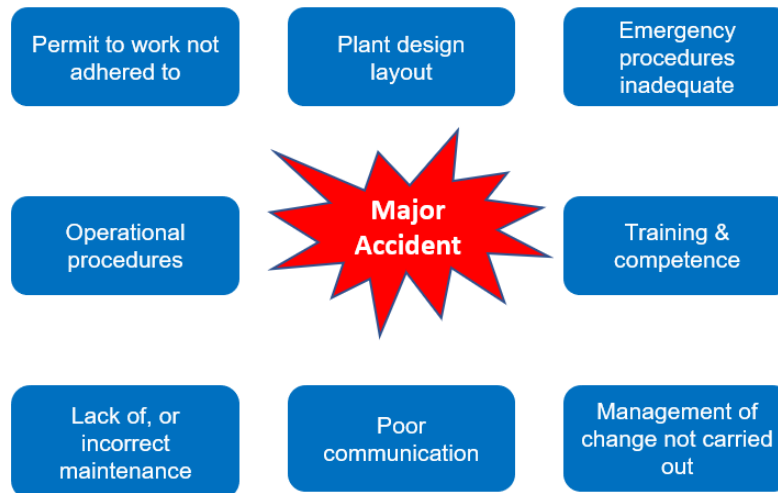 Permit to work not
adhered to
Plant design
layout
Emergency
procedures
inadequate
Operational
procedures
Major
Accident
Training &
competence
Lack of, or
incorrect
maintenance
Poor
communication
Management of
change not carried
out